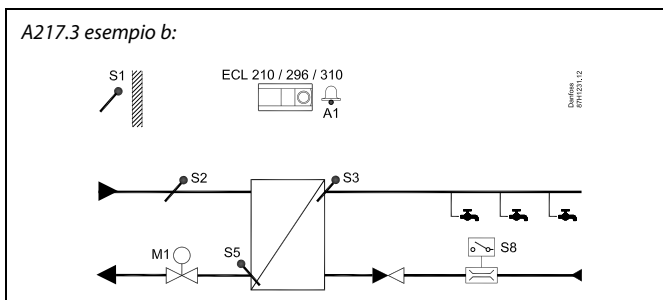 A217.3 esempio b:
S1
ECL 210 / 296 / 310
A1
Danfoss
87H1231.12
S2
S3
M1
S5
S8